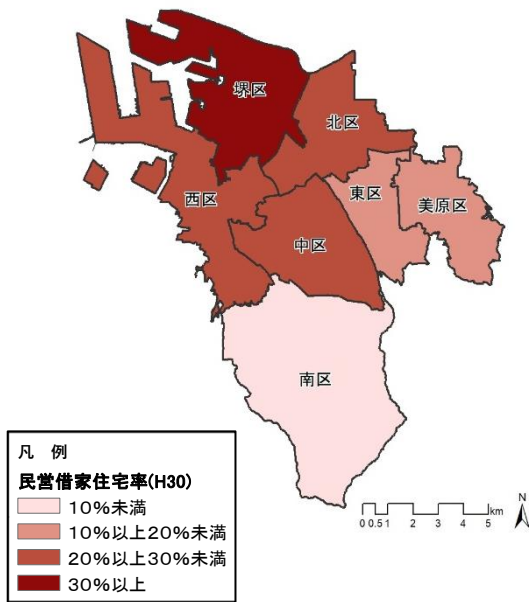 堺区
北区
東区
美原区
西区
中区
南区
凡 例
民営借家住宅率(H30)
10%未満
10%以上20%未満
20%以上30%未満
30%以上
N
km
0 0.5 1 2 3 4 5